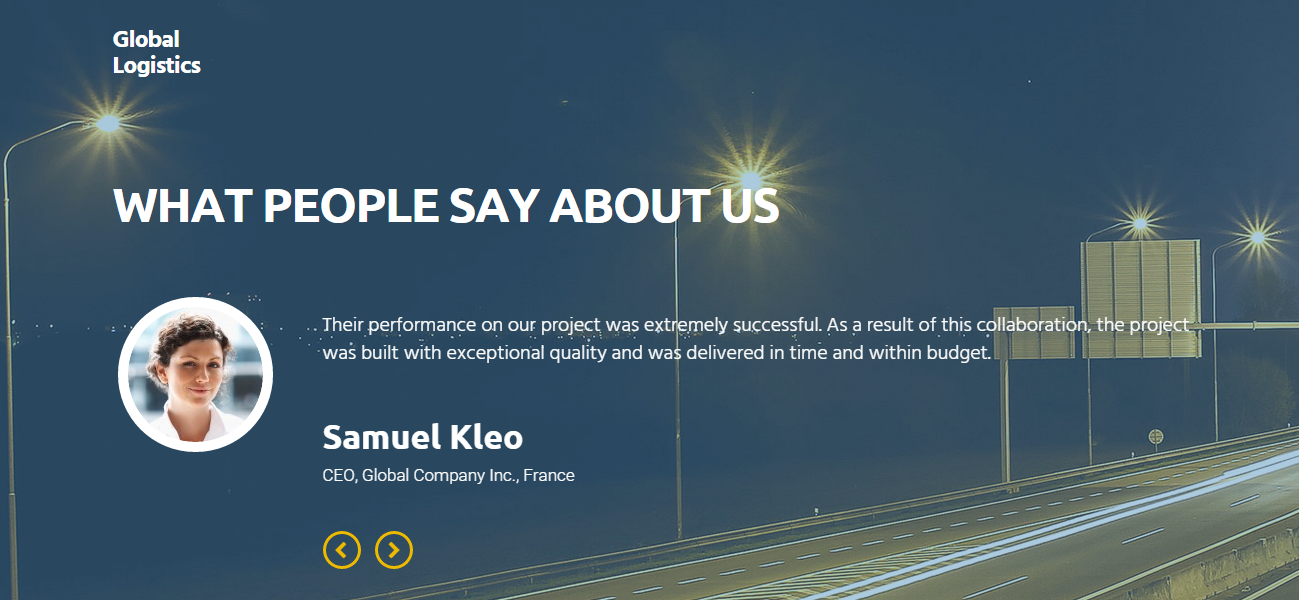 Global
Logistics
WHAT PEOPLE SAY ABOUT US
Their performance on our project was extremely successful. As a result of this collaboration, the project
was built with exceptional quality and was delivered in time and within budget.
Samuel Kleo
CEO, Global Company Inc., France